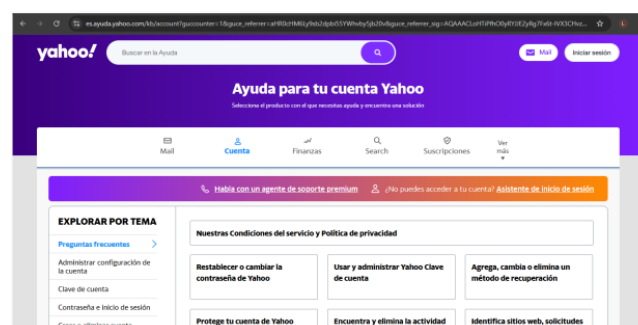 es.ayuda.yahoo.com/kb/account?guccounter=1&guce_referrer=
yahoo!
Buscar en la Ayuda
Mail
Iniciar sesión
Ayuda para tu cuenta Yahoo
Selecciona el producto con el que necesitas ayuda y encuentra una solución
Mail
Cuenta
Finanzas
Search
Suscripciones
Ver más
Habla con un agente de soporte premium
¿No puedes acceder a tu cuenta? Asistente de inicio de sesión
EXPLORAR POR TEMA
Preguntas frecuentes
Administrar configuración de
la cuenta
Clave de cuenta
Contraseña e inicio de sesión
Nuestras Condiciones del servicio y Política de privacidad
Restablecer o cambiar la
contraseña de Yahoo
Usar y administrar Yahoo Clave
de cuenta
Agrega, cambia o elimina un
método de recuperación
Protege tu cuenta de Yahoo
Encuentra y elimina la actividad
Identifica sitios web, solicitudes